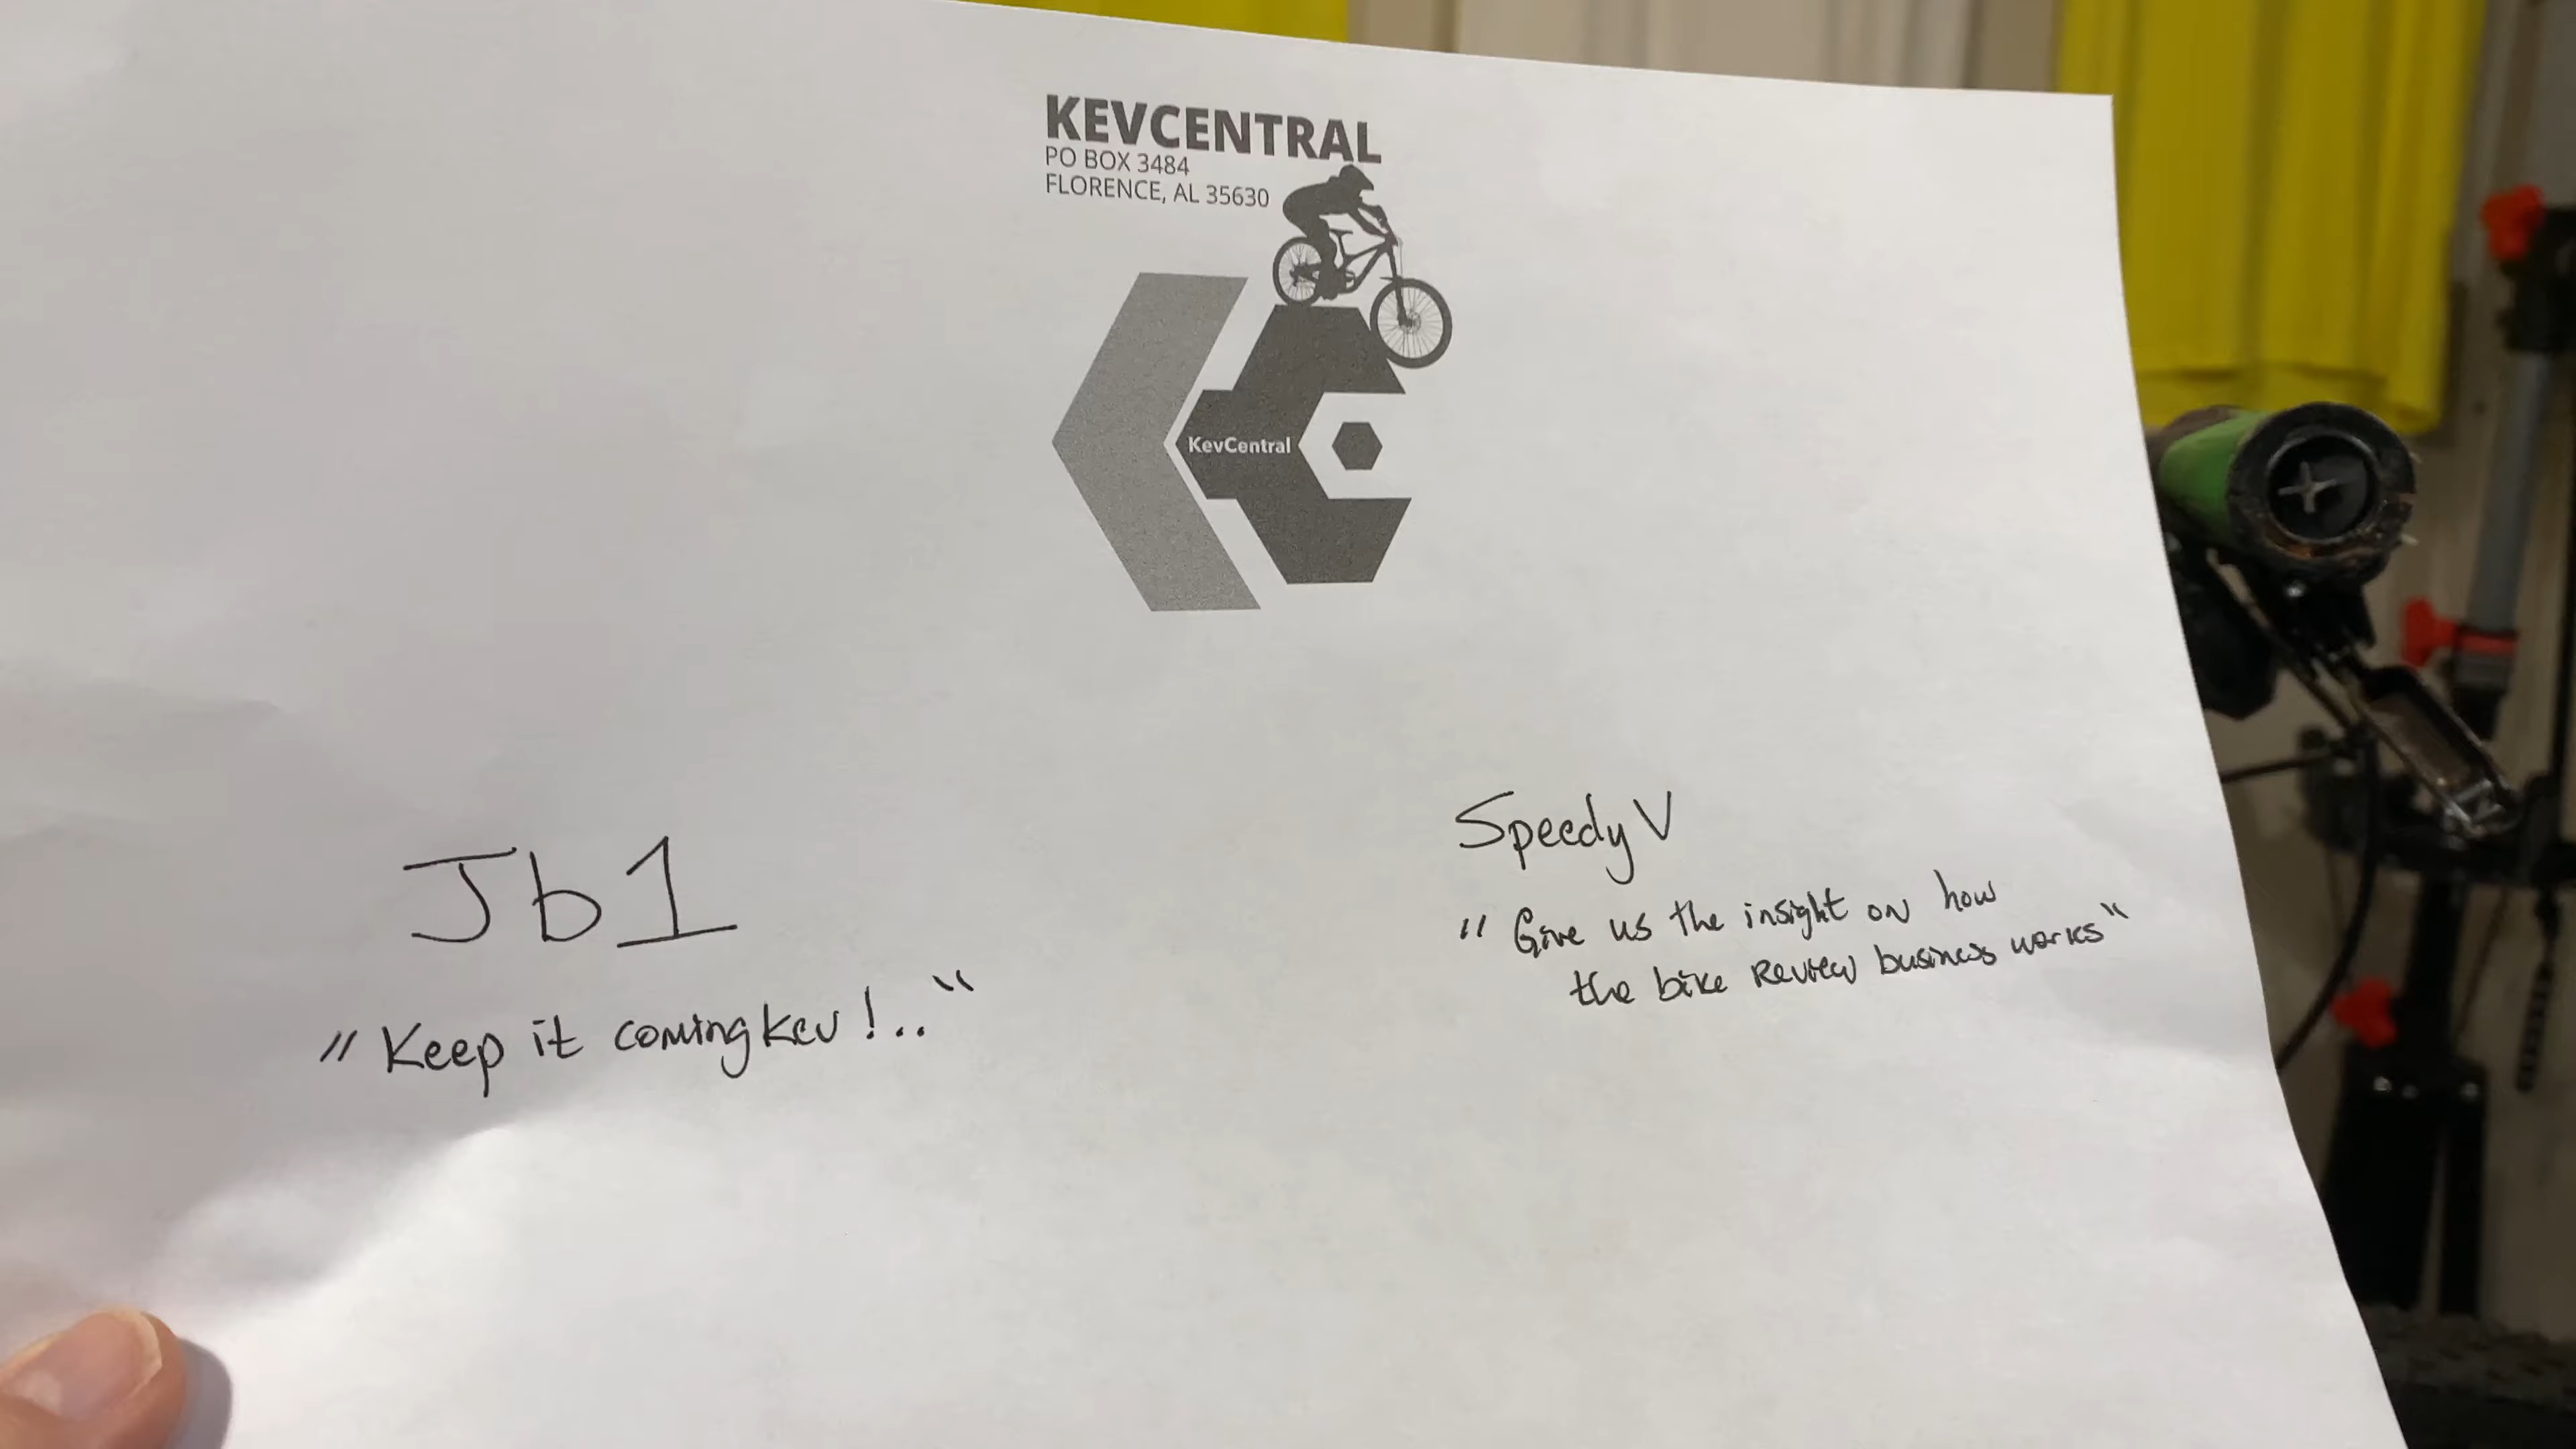 KEVCENTRAL
PO BOX 3484
FLORENCE, AL 35630
KevCentral
Jb1
"Keep it coming Kev!.."
Speedy V
"Give us the insight on how
the bike Review business works"